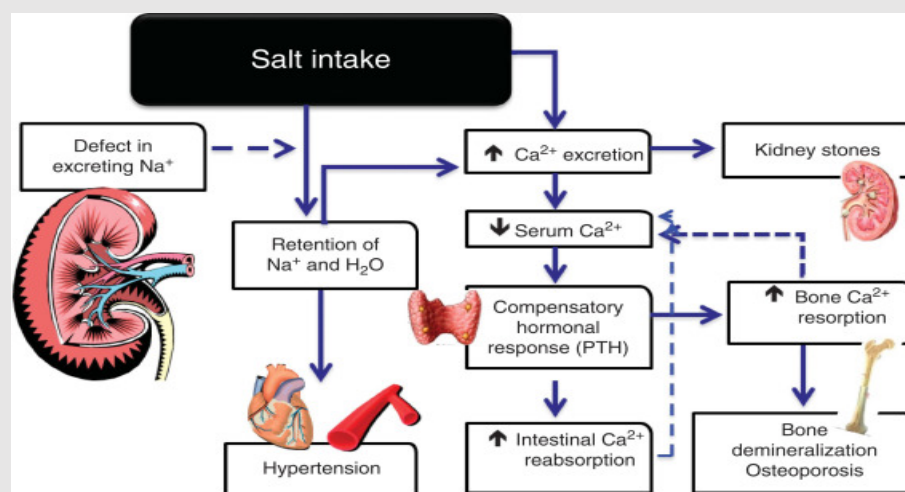 Salt intake
Defect in
excreting Na⁺
⬆ Ca²⁺ excretion
Kidney stones
Retention of
Na⁺ and H₂O
⬇ Serum Ca²⁺
Compensatory
hormonal
response (PTH)
⬆ Bone Ca²⁺
resorption
Hypertension
⬆ Intestinal Ca²⁺
reabsorption
Bone
demineralization
Osteoporosis